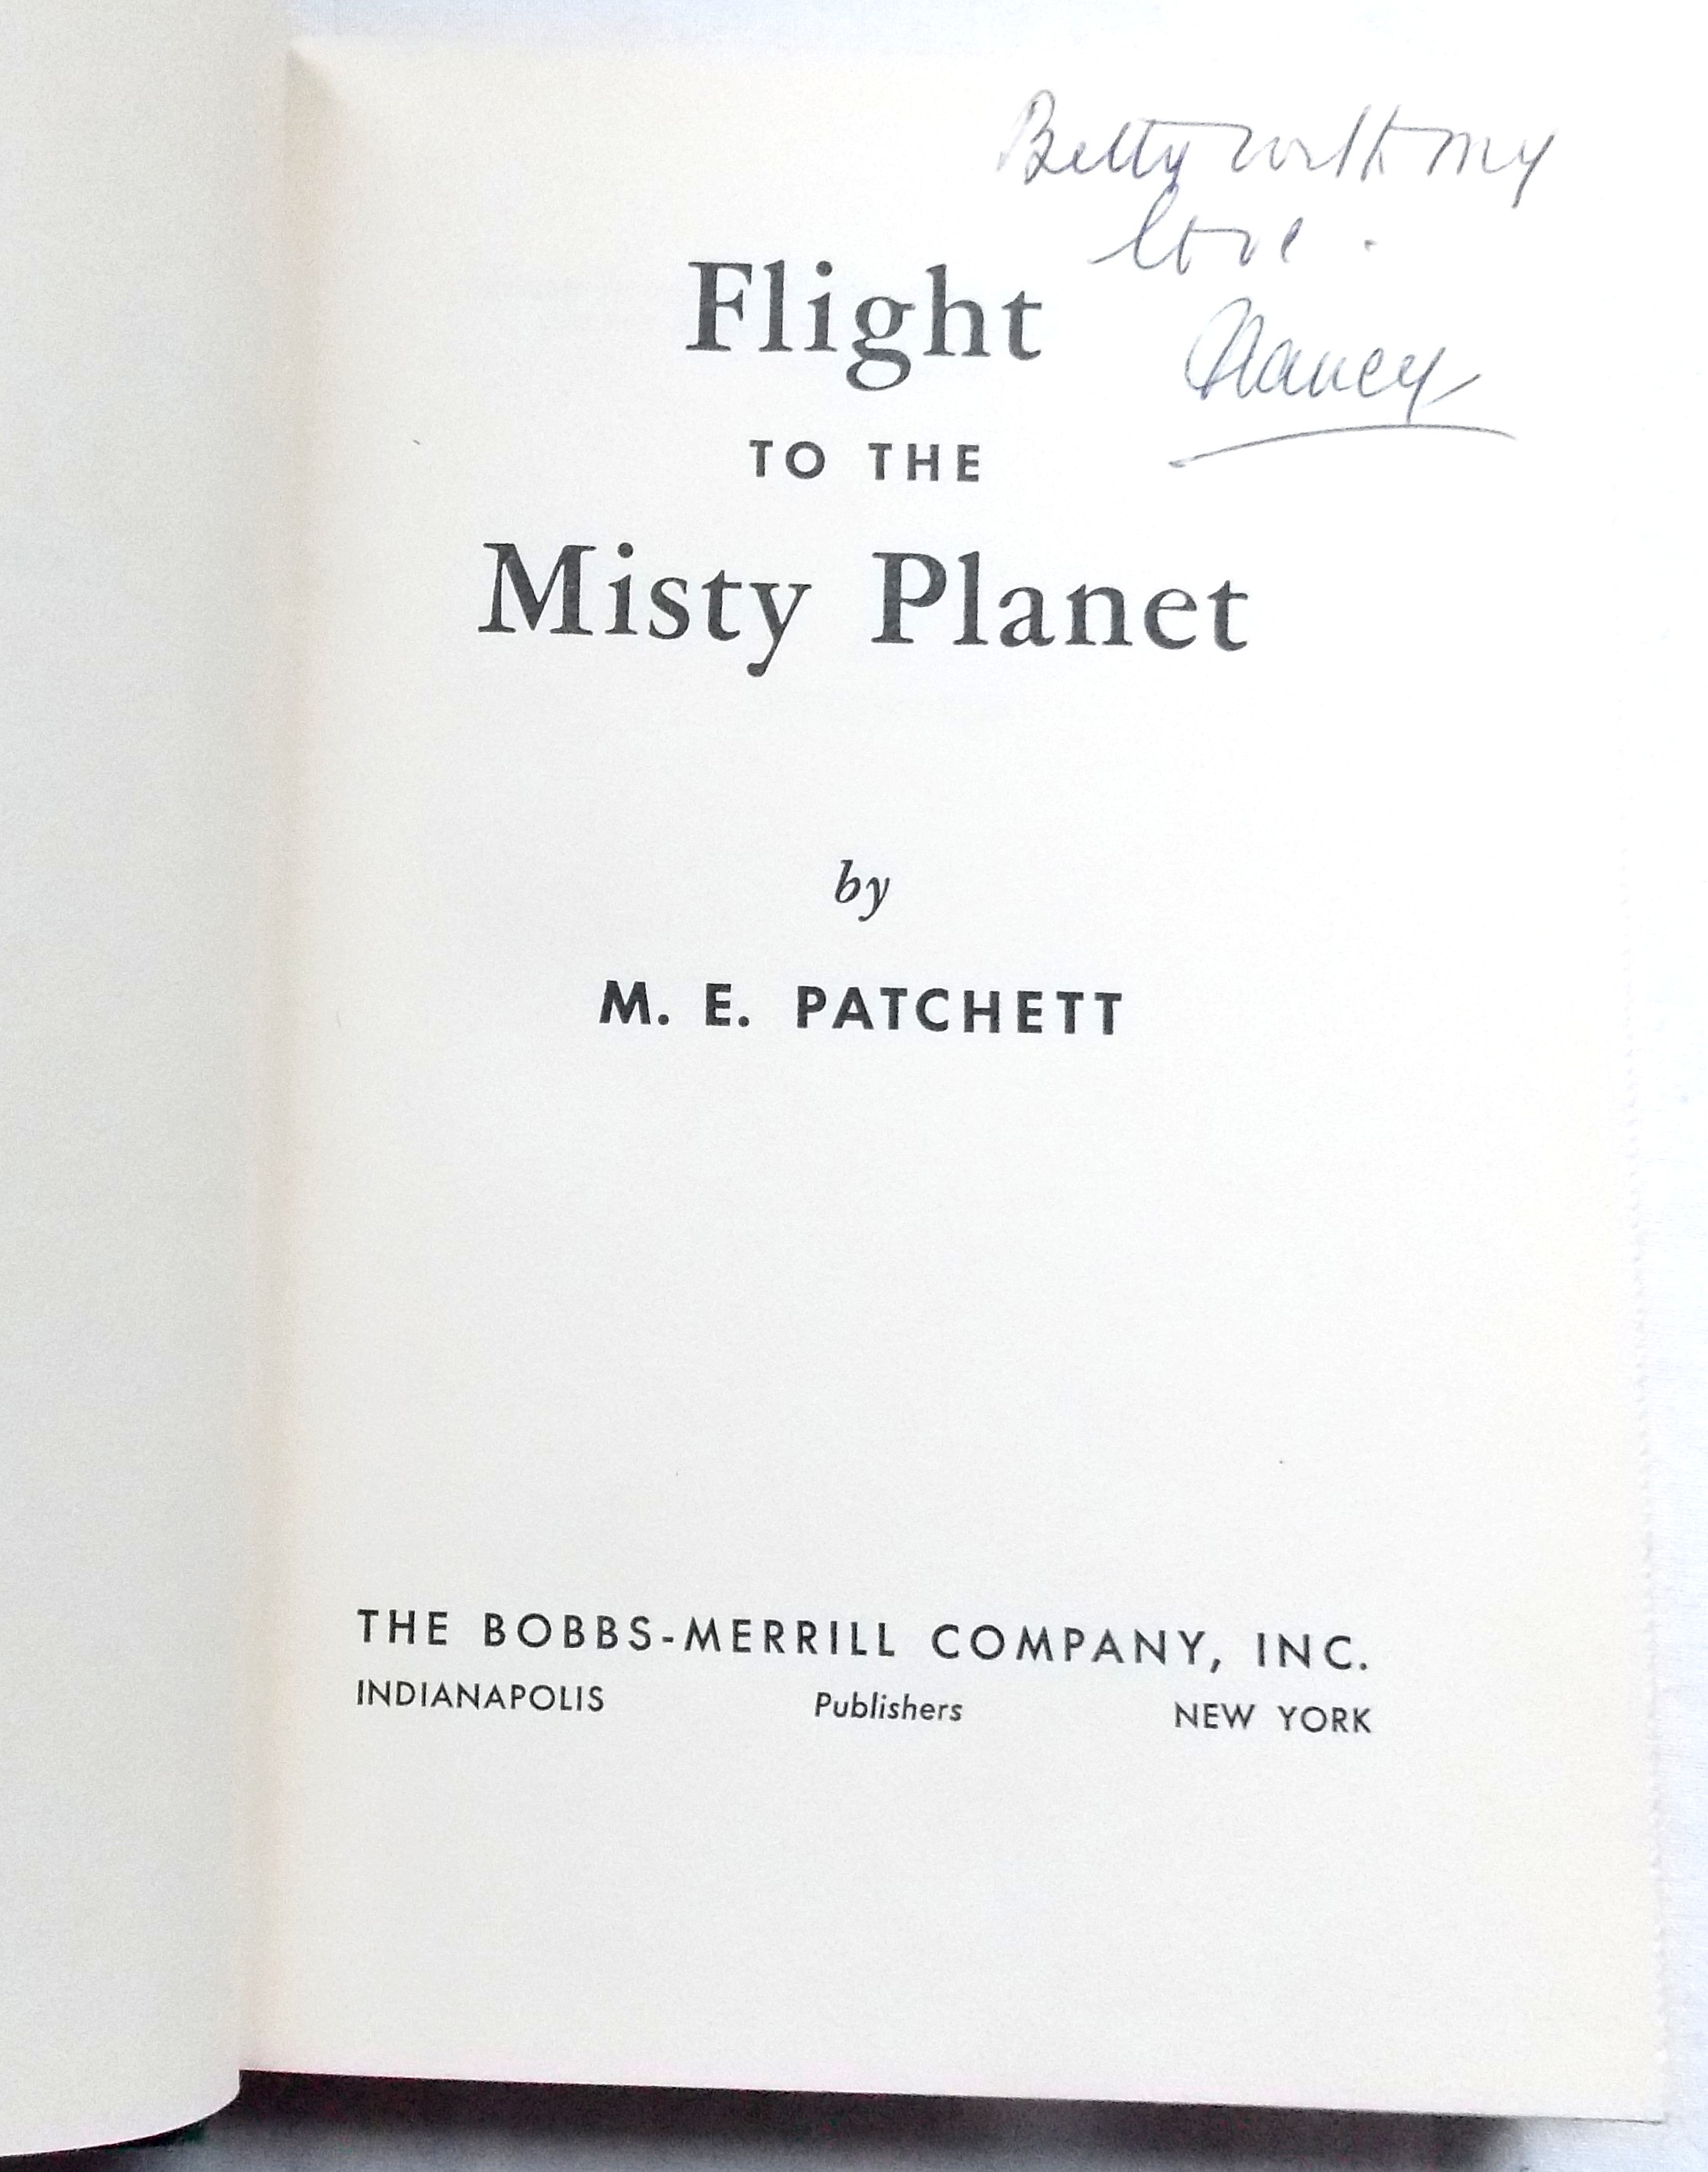 Betty with my
love.
Nancy
Flight
TO THE
Misty Planet
by
M. E. PATCHETT
THE BOBBS-MERRILL COMPANY, INC.
INDIANAPOLIS Publishers NEW YORK